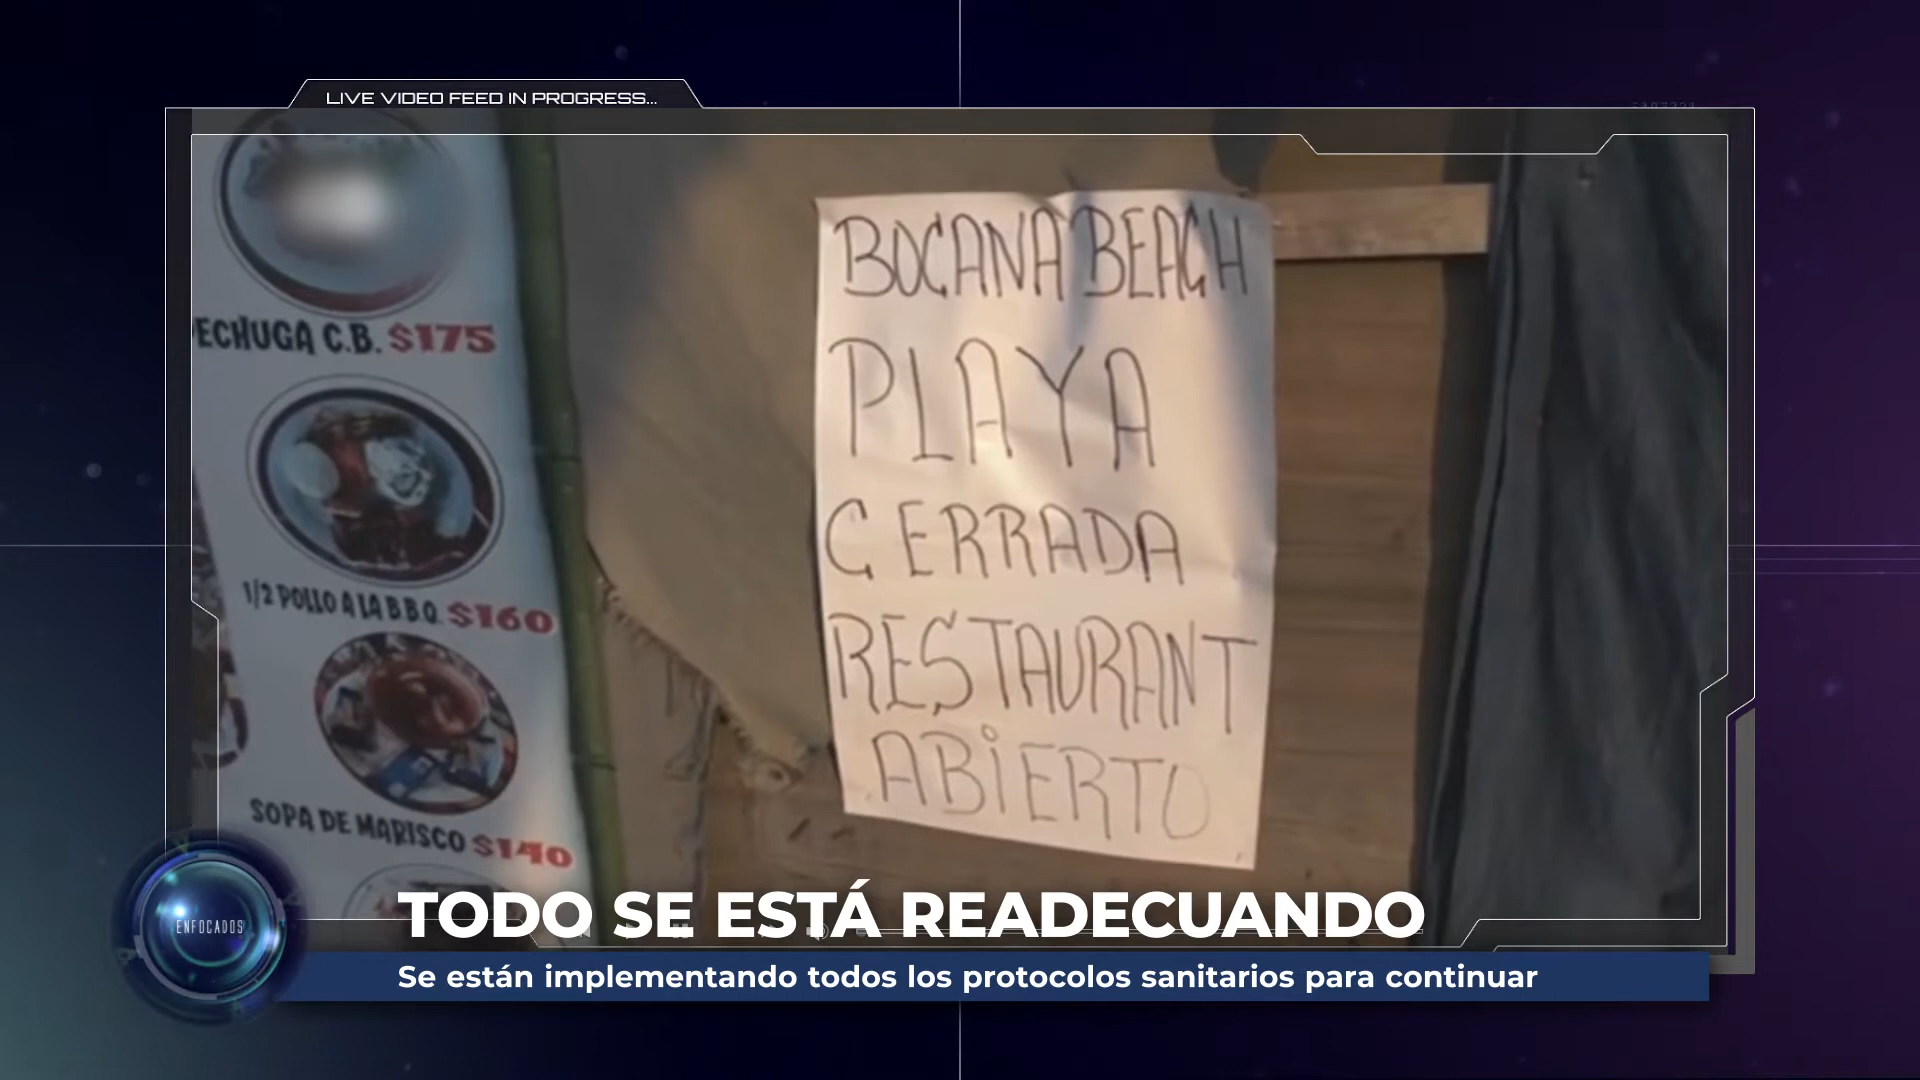 LIVE VIDEO FEED IN PROGRESS...
ECHUGA C.B. $175
1/2 POLLO A LA B B Q. $160
SOPA DE MARISCO $140
BOCANA BEACH
PLAYA
CERRADA
RESTAURANT
ABiERTO
ENFOCADOS
TODO SE ESTÁ READECUANDO
Se están implementando todos los protocolos sanitarios para continuar